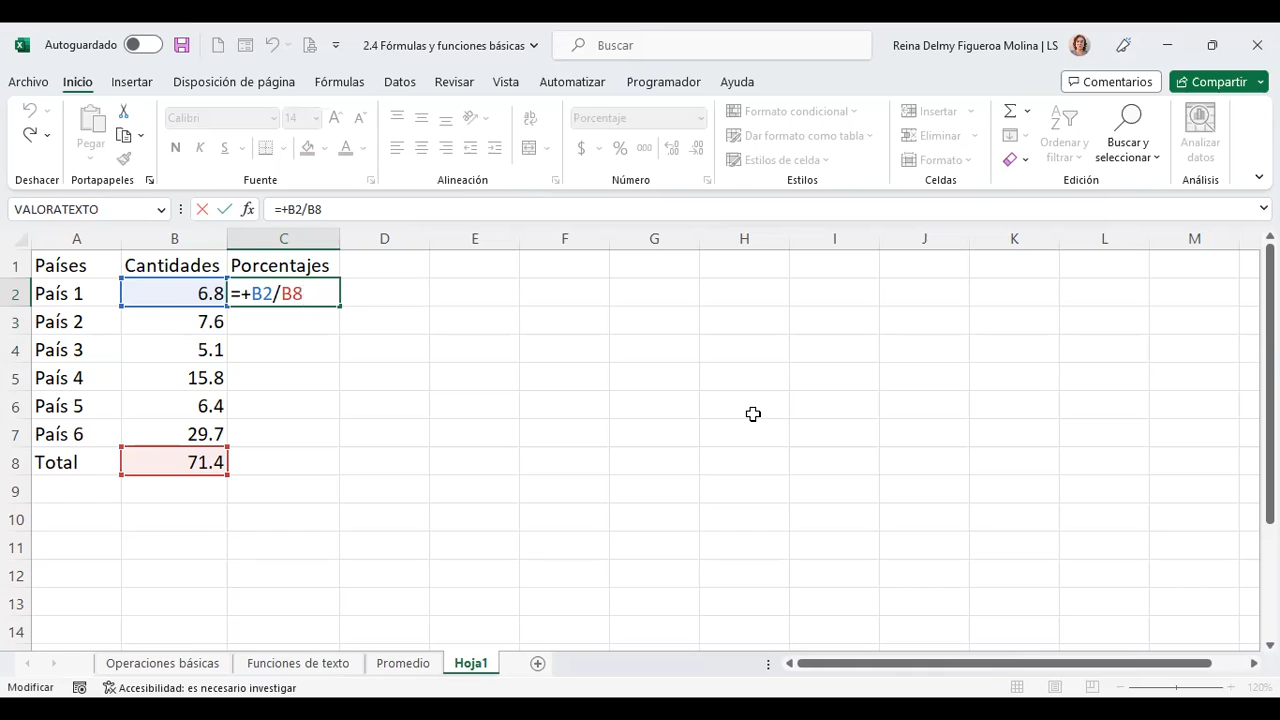 Autoguardado
2.4 Fórmulas y funciones básicas
Buscar
Reina Delmy Figueroa Molina | LS
Archivo Inicio Insertar Disposición de página Fórmulas Datos Revisar Vista Automatizar Programador Ayuda Comentarios Compartir
Calibri 14 Porcentaje
Pegar
N K S
$ % 000
Formato condicional
Dar formato como tabla
Estilos de celda
Insertar
Eliminar
Formato
Ordenar y filtrar
Buscar y seleccionar
Analizar datos
Deshacer Portapapeles Fuente Alineación Número Estilos Celdas Edición Análisis
VALORATEXTO fx =+B2/B8
A B C D E F G H I J K L M
1 Países Cantidades Porcentajes
2 País 1 6.8 =+B2/B8
3 País 2 7.6
4 País 3 5.1
5 País 4 15.8
6 País 5 6.4
7 País 6 29.7
8 Total 71.4
9
10
11
12
13
14
Operaciones básicas Funciones de texto Promedio Hoja1
Modificar Accesibilidad: es necesario investigar 120%